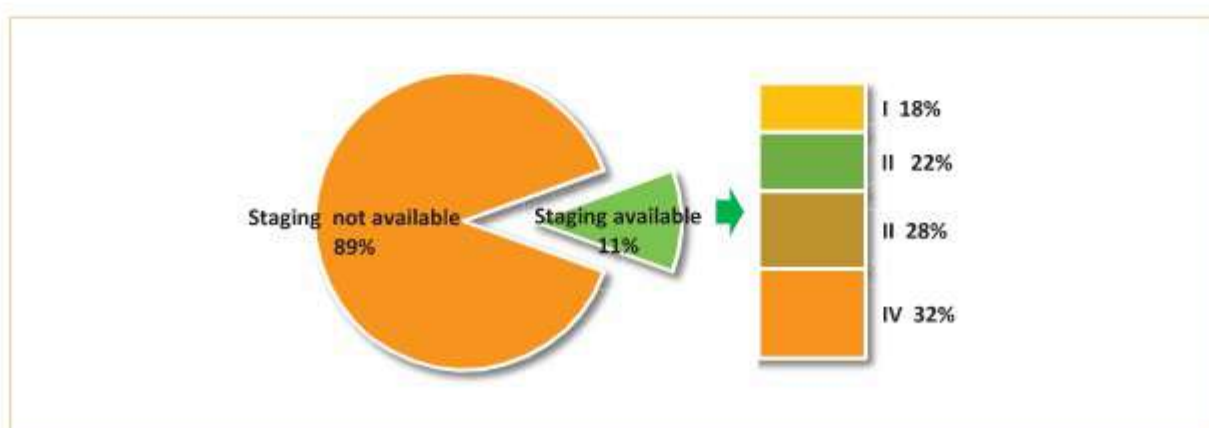 Staging not available
89%
Staging available
11%
I 18%
II 22%
II 28%
IV 32%